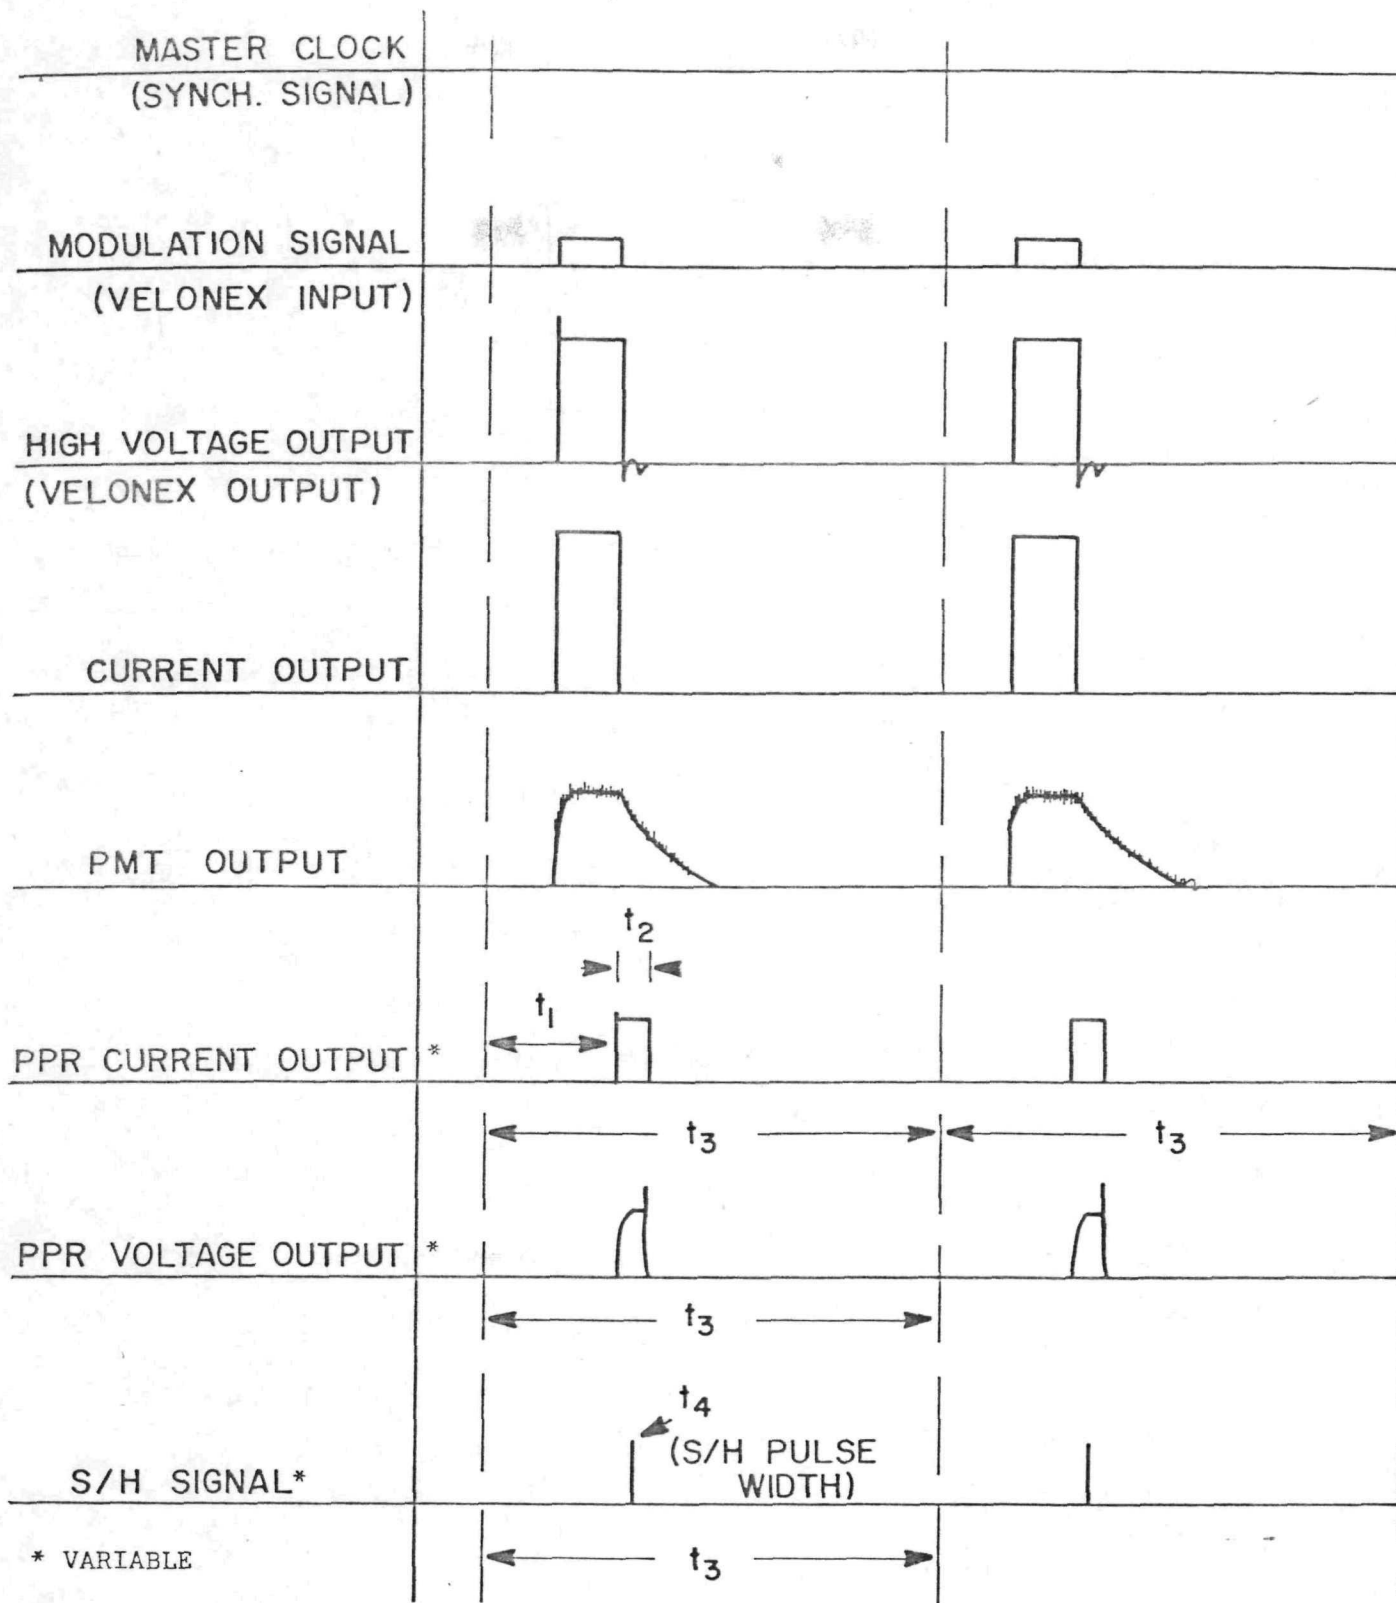 MASTER CLOCK
(SYNCH. SIGNAL)
MODULATION SIGNAL
(VELONEX INPUT)
HIGH VOLTAGE OUTPUT
(VELONEX OUTPUT)
CURRENT OUTPUT
PMT OUTPUT
t2
t1
PPR CURRENT OUTPUT *
t3 t3
PPR VOLTAGE OUTPUT *
t3
t4
(S/H PULSE
WIDTH)
S/H SIGNAL*
* VARIABLE
t3